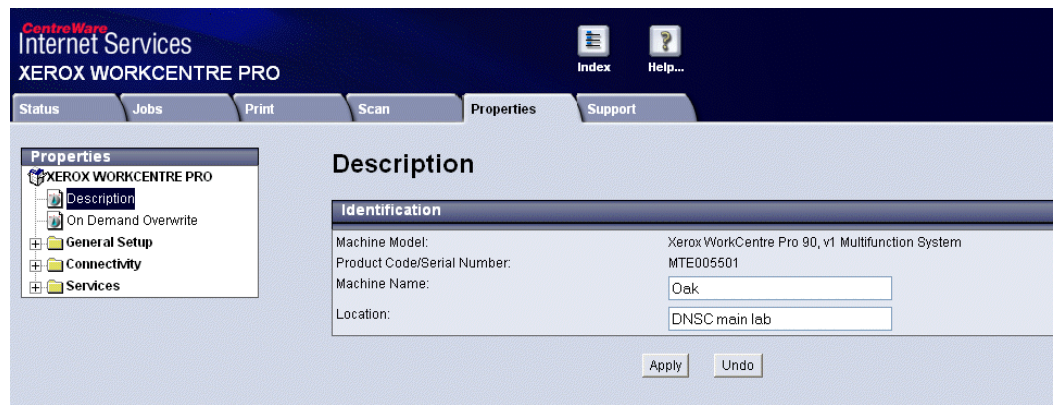 CentreWare
Internet Services
XEROX WORKCENTRE PRO
Index
Help...
Status
Jobs
Print
Scan
Properties
Support
Properties
XEROX WORKCENTRE PRO
Description
On Demand Overwrite
General Setup
Connectivity
Services
Description
Identification
Machine Model: Xerox WorkCentre Pro 90, v1 Multifunction System
Product Code/Serial Number: MTE005501
Machine Name: Oak
Location: DNSC main lab
Apply
Undo